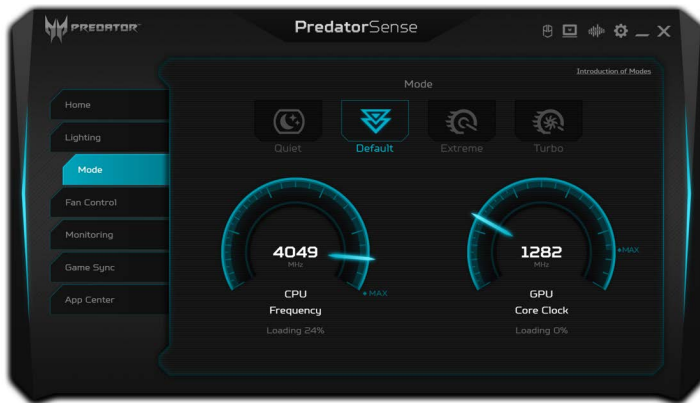 PREDATOR
PredatorSense
Introduction of Modes
Mode
Home
Lighting
Mode
Fan Control
Monitoring
Game Sync
App Center
Quiet
Default
Extreme
Turbo
4049
MHz
MAX
CPU
Frequency
Loading 24%
1282
MHz
MAX
GPU
Core Clock
Loading 0%